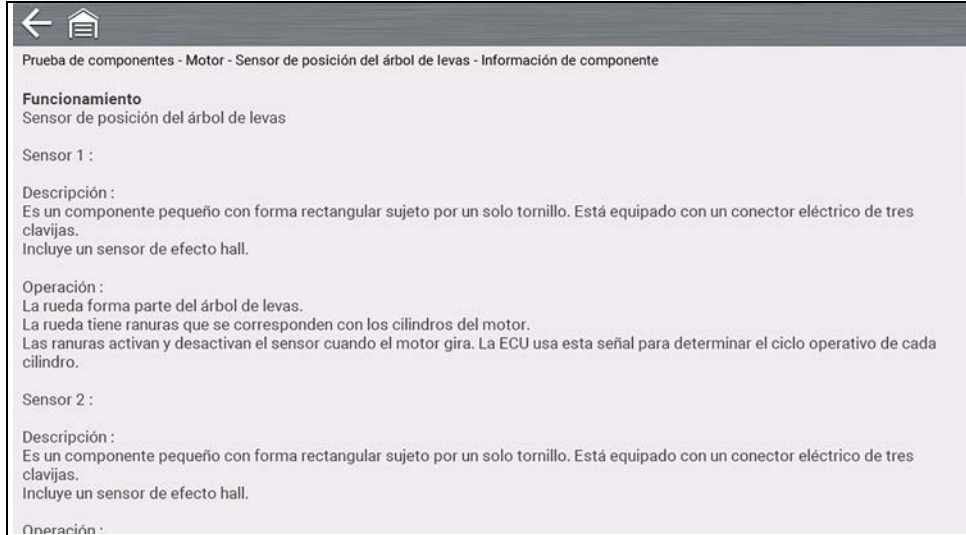 Prueba de componentes - Motor - Sensor de posición del árbol de levas - Información de componente
Funcionamiento
Sensor de posición del árbol de levas
Sensor 1 :
Descripción :
Es un componente pequeño con forma rectangular sujeto por un solo tornillo. Está equipado con un conector eléctrico de tres
clavijas.
Incluye un sensor de efecto hall.
Operación :
La rueda forma parte del árbol de levas.
La rueda tiene ranuras que se corresponden con los cilindros del motor.
Las ranuras activan y desactivan el sensor cuando el motor gira. La ECU usa esta señal para determinar el ciclo operativo de cada
cilindro.
Sensor 2 :
Descripción :
Es un componente pequeño con forma rectangular sujeto por un solo tornillo. Está equipado con un conector eléctrico de tres
clavijas.
Incluye un sensor de efecto hall.
Operación :